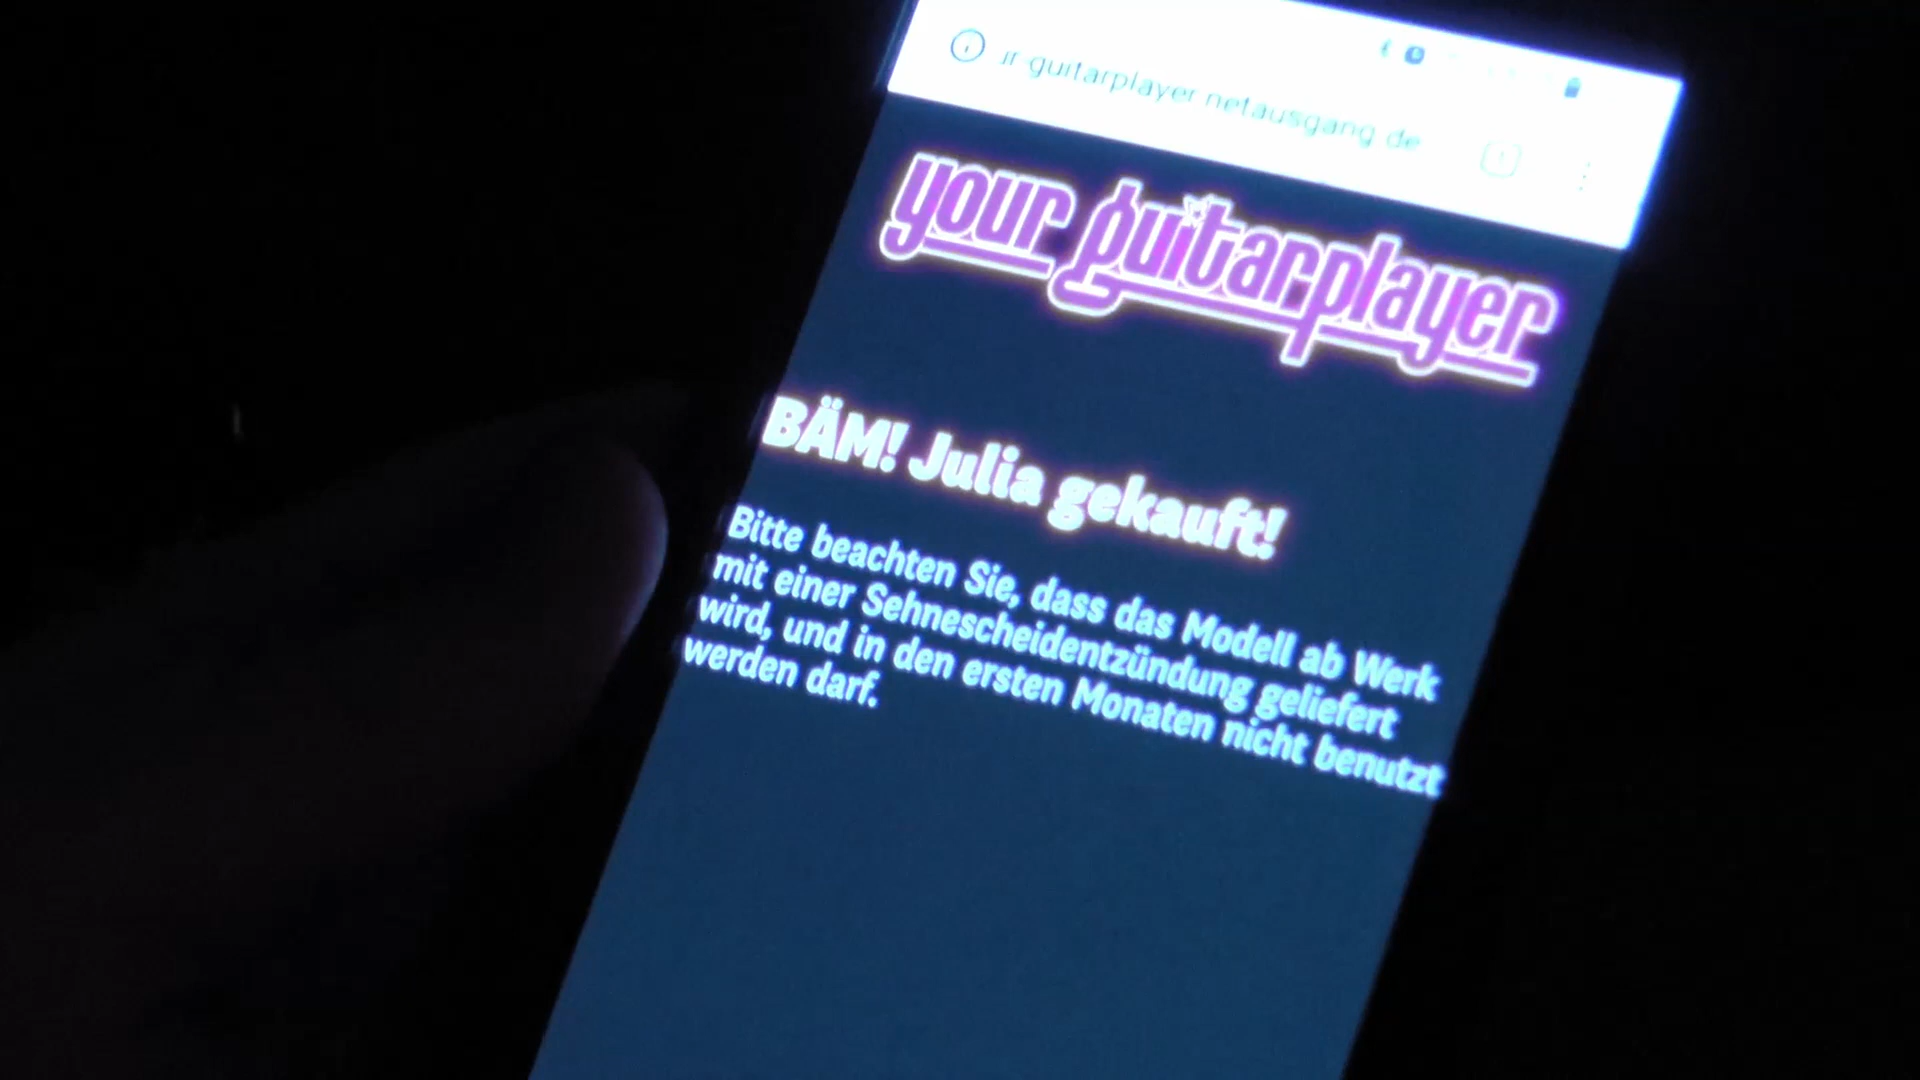 ur-guitarplayer.netausgang.de
your guitarplayer
BÄM! Julia gekauft!
Bitte beachten Sie, dass das Modell ab Werk
mit einer Sehnescheidentzündung geliefert
wird, und in den ersten Monaten nicht benutzt
werden darf.